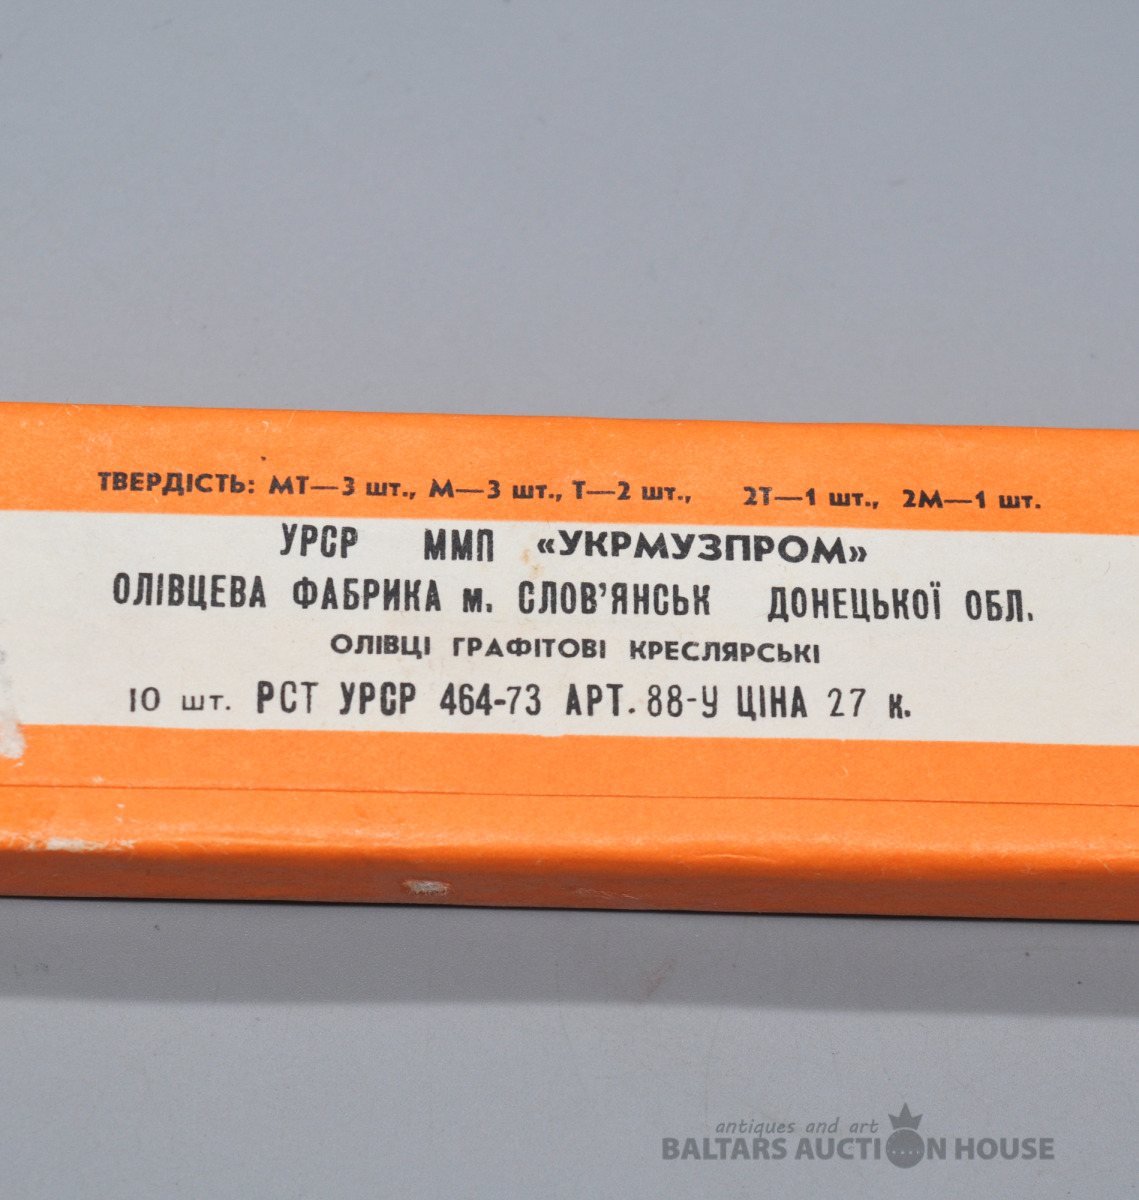 ТВЕРДІСТЬ: МТ—3 шт., М—3 шт., Т—2 шт., 2Т—1 шт., 2М—1 шт.
УРСР ММП «УКРМУЗПРОМ»
ОЛІВЦЕВА ФАБРИКА м. СЛОВ'ЯНСЬК ДОНЕЦЬКОЇ ОБЛ.
ОЛІВЦІ ГРАФІТОВІ КРЕСЛЯРСЬКІ
10 шт. РСТ УРСР 464-73 АРТ. 88-У ЦІНА 27 к.
antiques and art
BALTARS AUCTION HOUSE